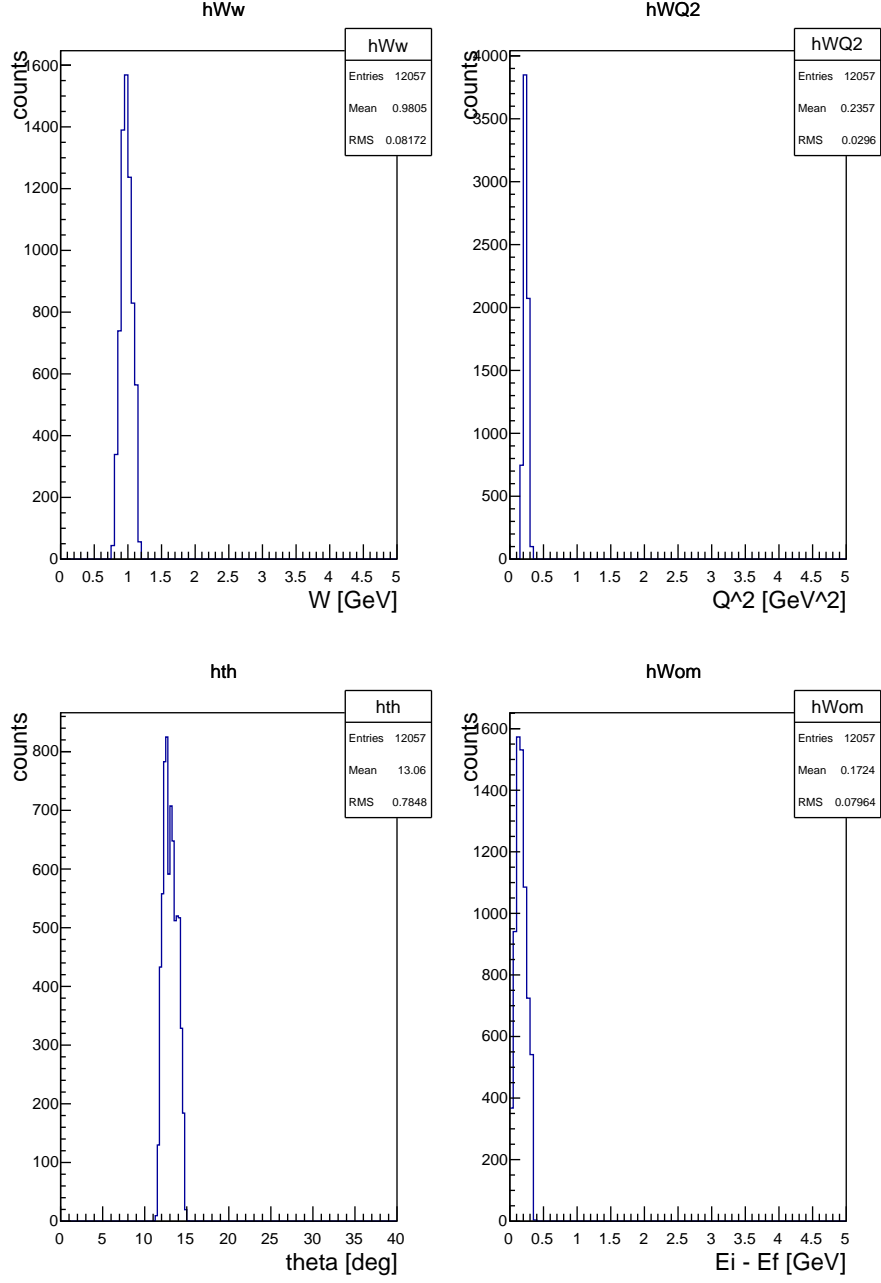 hWw
counts
hWw
Entries 12057
Mean 0.9805
RMS 0.08172
1600
1400
1200
1000
800
600
400
200
0
0 0.5 1 1.5 2 2.5 3 3.5 4 4.5 5
W [GeV]
hWQ2
counts
hWQ2
Entries 12057
Mean 0.2357
RMS 0.0296
4000
3500
3000
2500
2000
1500
1000
500
0
0 0.5 1 1.5 2 2.5 3 3.5 4 4.5 5
Q^2 [GeV^2]
hth
counts
hth
Entries 12057
Mean 13.06
RMS 0.7848
800
700
600
500
400
300
200
100
0
0 5 10 15 20 25 30 35 40
theta [deg]
hWom
counts
hWom
Entries 12057
Mean 0.1724
RMS 0.07964
1600
1400
1200
1000
800
600
400
200
0
0 0.5 1 1.5 2 2.5 3 3.5 4 4.5 5
Ei - Ef [GeV]